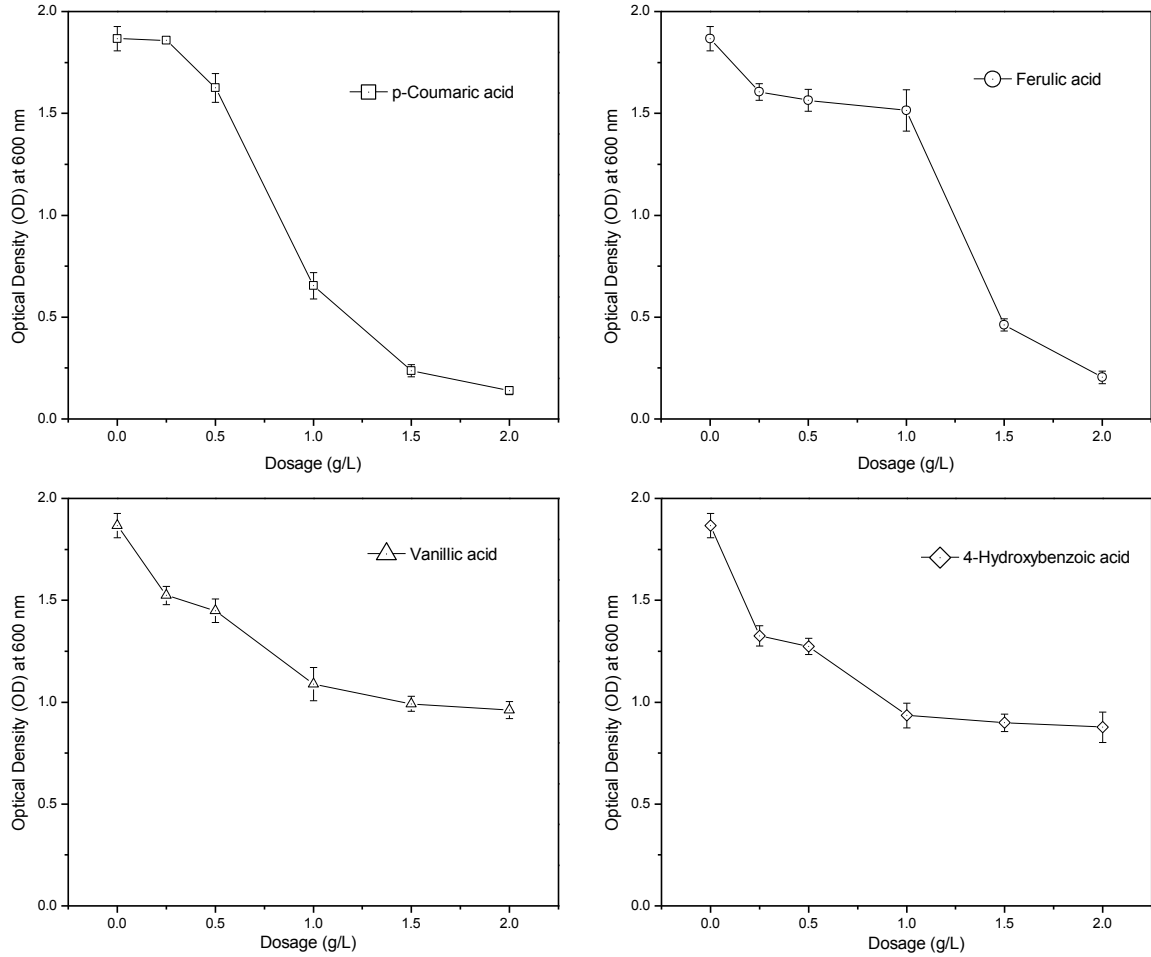 2.0
1.5
1.0
0.5
0.0
Optical Density (OD) at 600 nm
p-Coumaric acid
0.0 0.5 1.0 1.5 2.0
Dosage (g/L)
2.0
1.5
1.0
0.5
0.0
Optical Density (OD) at 600 nm
Ferulic acid
0.0 0.5 1.0 1.5 2.0
Dosage (g/L)
2.0
1.5
1.0
0.5
0.0
Optical Density (OD) at 600 nm
Vanillic acid
0.0 0.5 1.0 1.5 2.0
Dosage (g/L)
2.0
1.5
1.0
0.5
0.0
Optical Density (OD) at 600 nm
4-Hydroxybenzoic acid
0.0 0.5 1.0 1.5 2.0
Dosage (g/L)